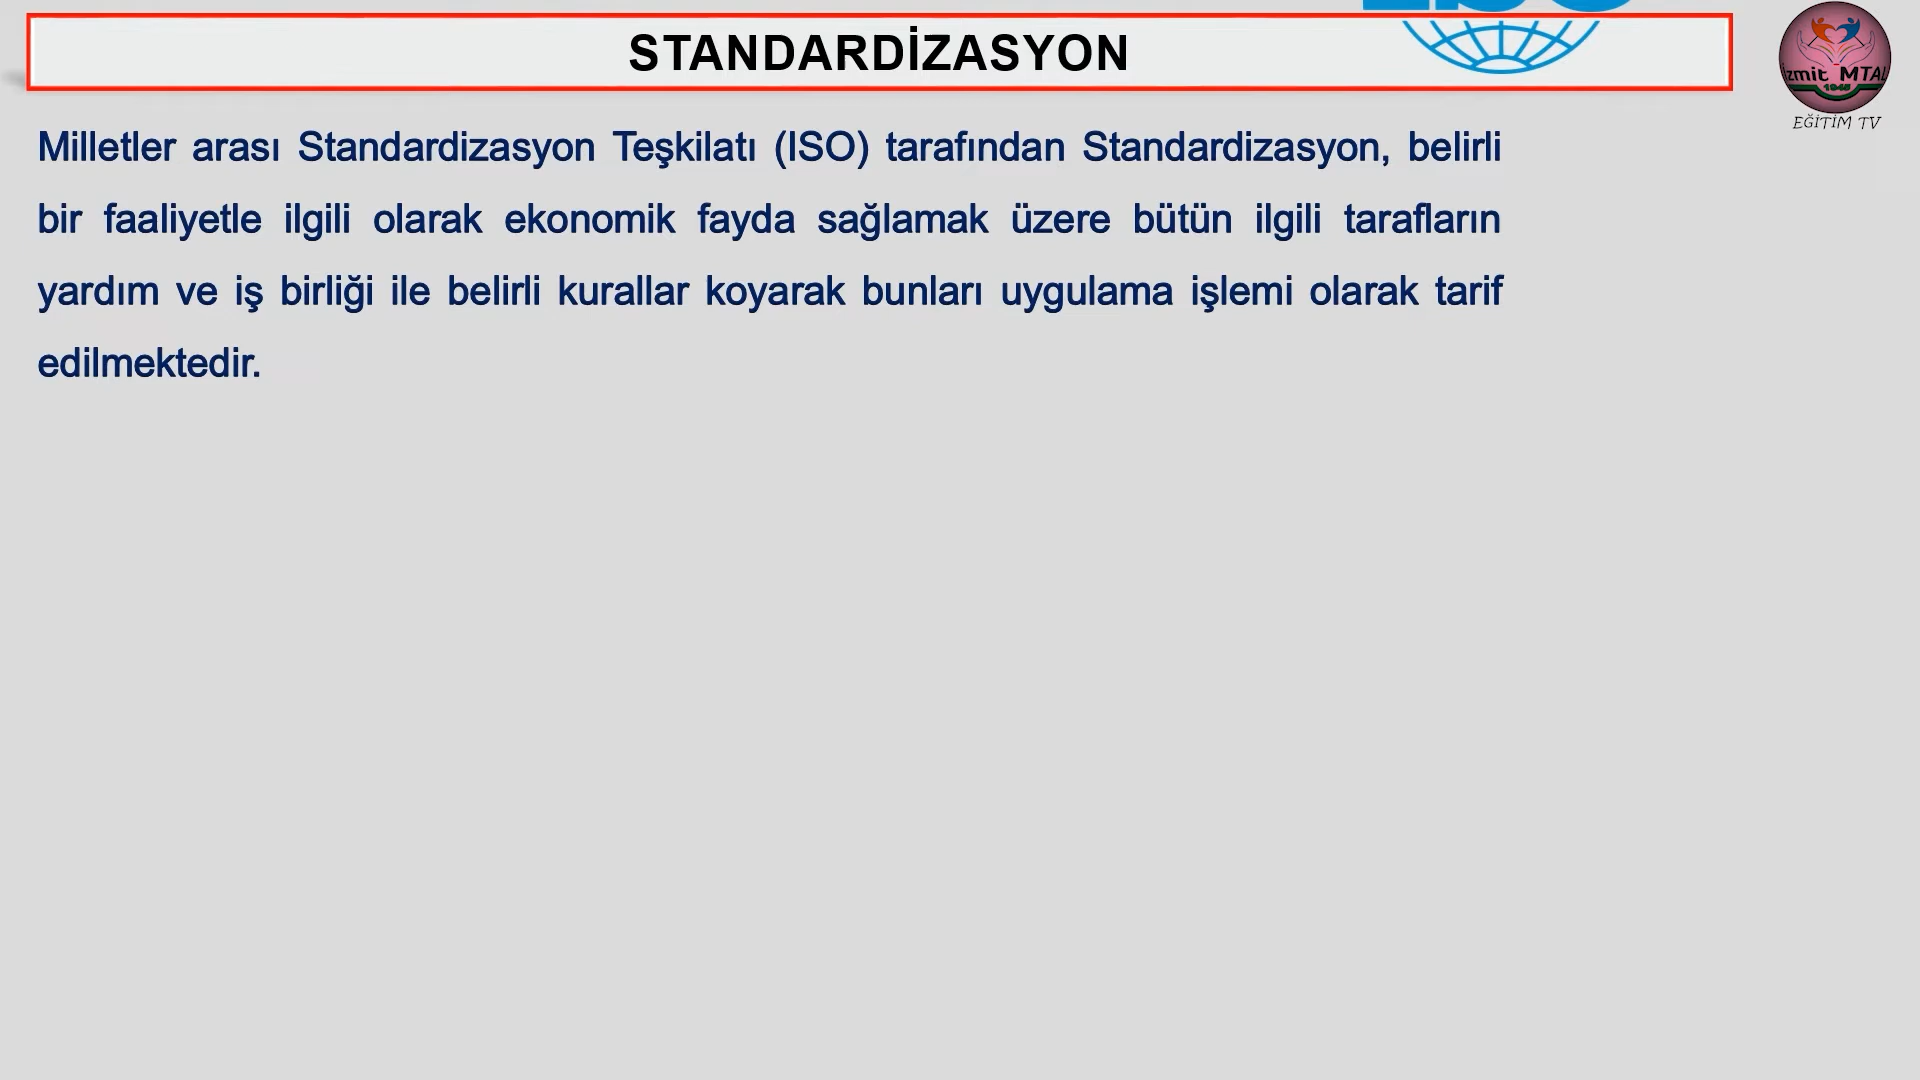 STANDARDİZASYON
Milletler arası Standardizasyon Teşkilatı (ISO) tarafından Standardizasyon, belirli
bir faaliyetle ilgili olarak ekonomik fayda sağlamak üzere bütün ilgili tarafların
yardım ve iş birliği ile belirli kurallar koyarak bunları uygulama işlemi olarak tarif
edilmektedir.
İzmit MTAL
1945
EĞİTİM TV